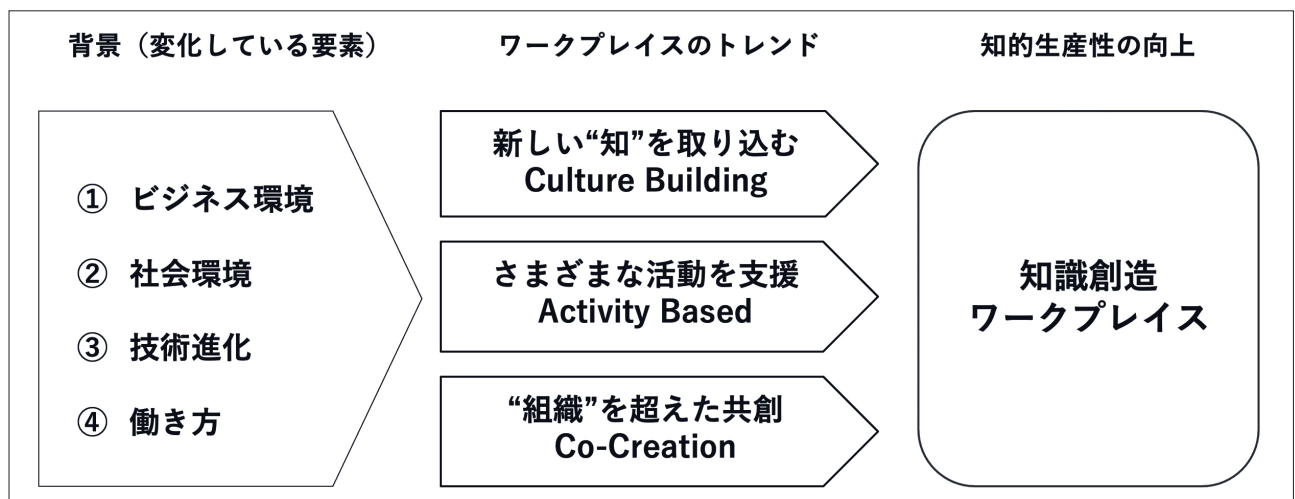 背景（変化している要素）
ワークプレイスのトレンド
知的生産性の向上
① ビジネス環境
② 社会環境
③ 技術進化
④ 働き方
新しい“知”を取り込む
Culture Building
さまざまな活動を支援
Activity Based
“組織”を超えた共創
Co-Creation
知識創造
ワークプレイス